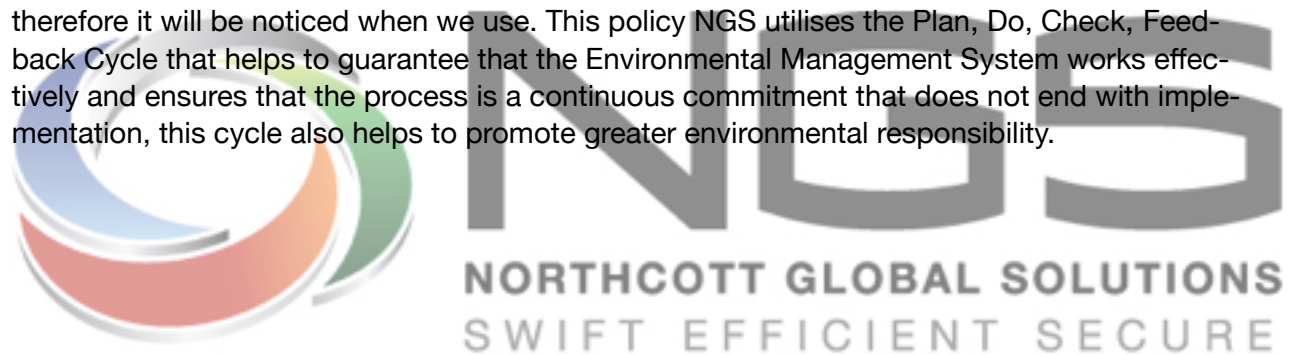 therefore it will be noticed when we use. This policy NGS utilises the Plan, Do, Check, Feed-
back Cycle that helps to guarantee that the Environmental Management System works effec-
tively and ensures that the process is a continuous commitment that does not end with imple-
mentation, this cycle also helps to promote greater environmental responsibility.
NGS
NORTHCOTT GLOBAL SOLUTIONS
SWIFT EFFICIENT SECURE